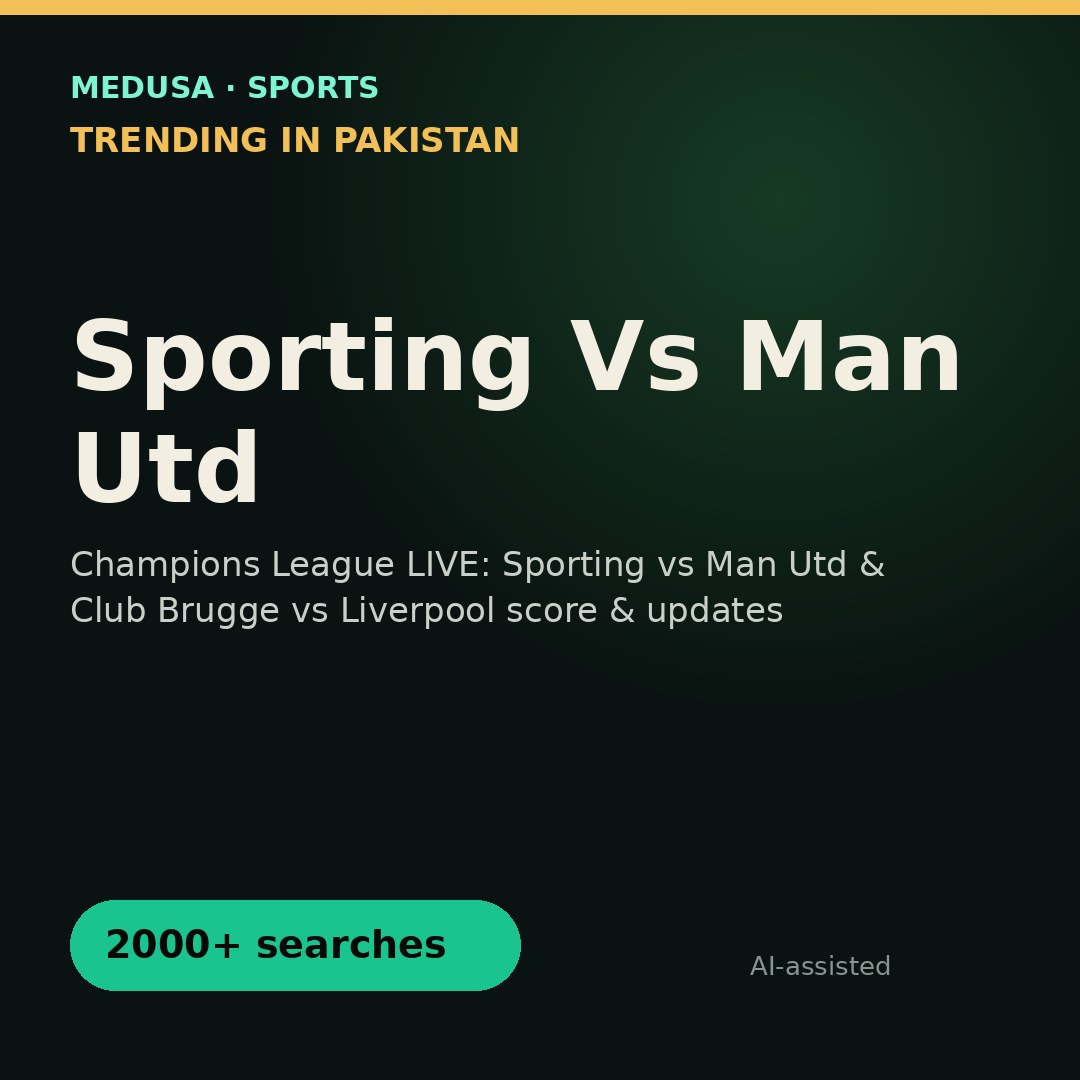 MEDUSA · SPORTS
TRENDING IN PAKISTAN
Sporting Vs Man
Utd
Champions League LIVE: Sporting vs Man Utd &
Club Brugge vs Liverpool score & updates
2000+ searches
AI-assisted